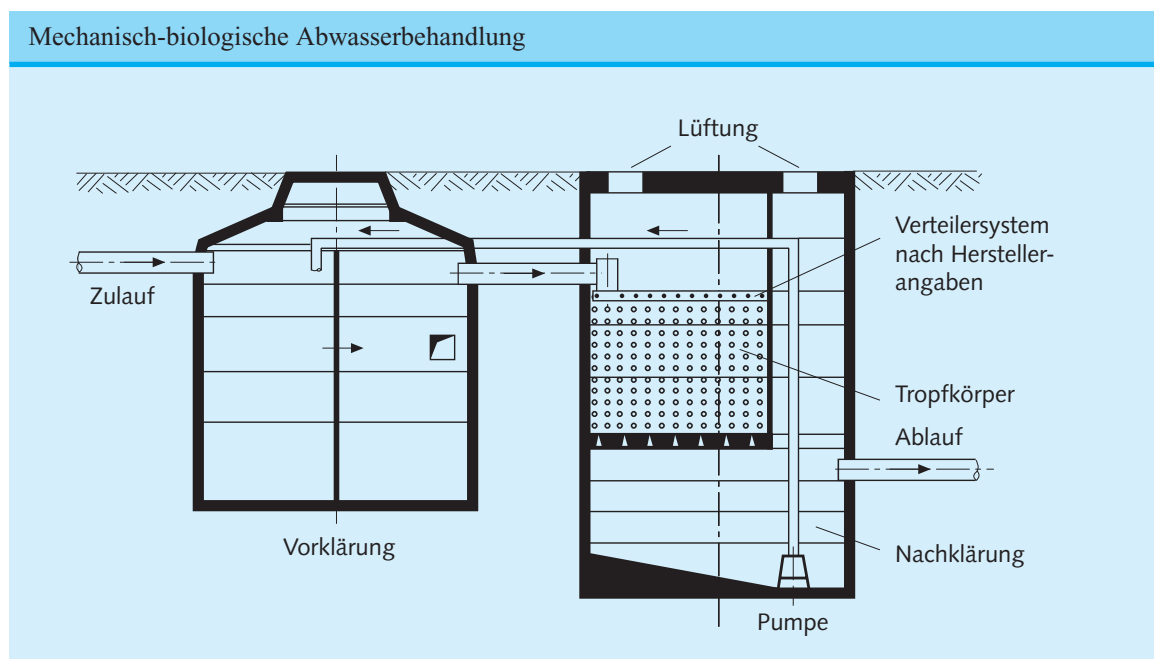 Mechanisch-biologische Abwasserbehandlung
Lüftung
Verteilersystem
nach Hersteller-
angaben
Zulauf
Tropfkörper
Ablauf
Vorklärung
Nachklärung
Pumpe